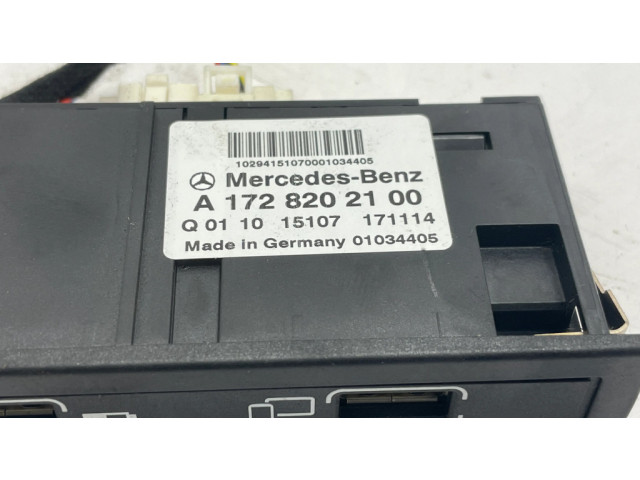 10294151070001034405
Mercedes-Benz
A 172 820 21 00
Q 01 10 15107 171114
Made in Germany 01034405